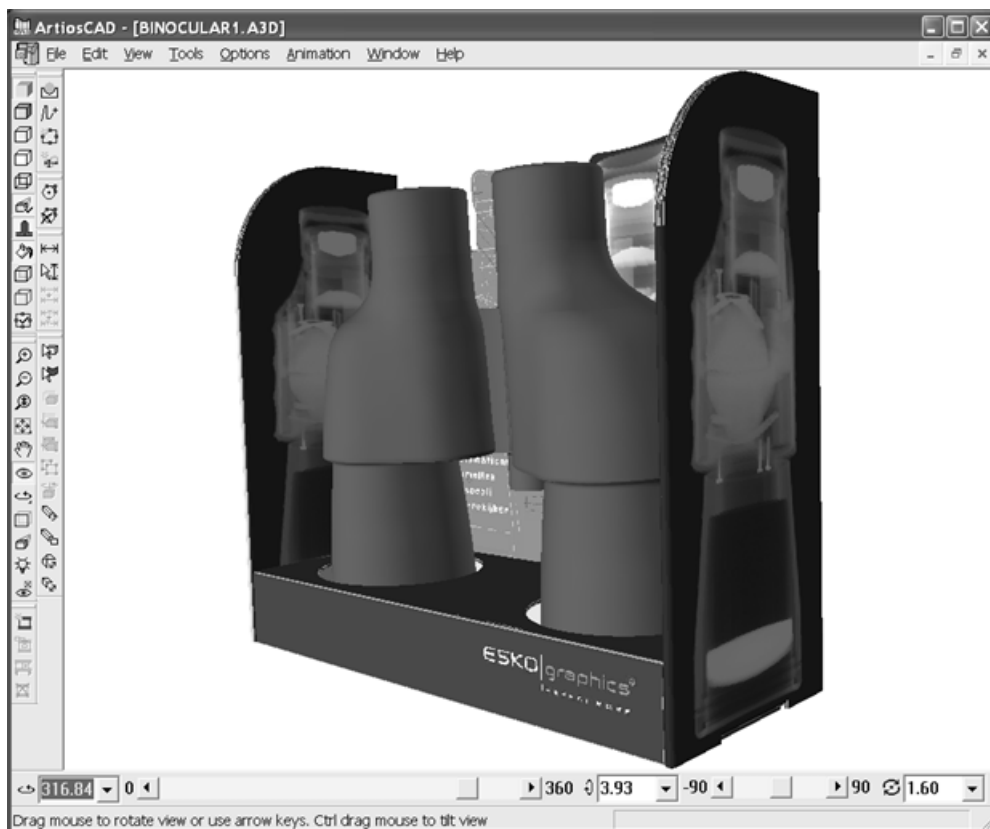 ArtiosCAD - [BINOCULAR1.A3D]
File Edit View Tools Options Animation Window Help
ESKO|graphics
316.84 0 360 3.93 -90 90 1.60
Drag mouse to rotate view or use arrow keys. Ctrl drag mouse to tilt view